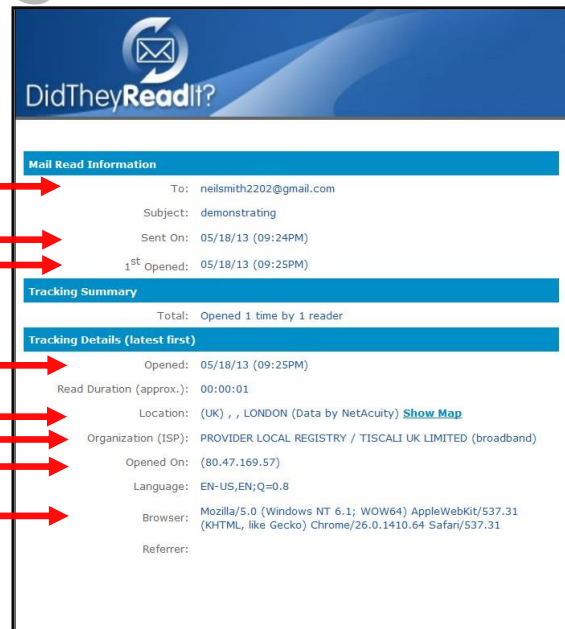 DidTheyReadIt?
Mail Read Information
To: neilsmith2202@gmail.com
Subject: demonstrating
Sent On: 05/18/13 (09:24PM)
1st Opened: 05/18/13 (09:25PM)
Tracking Summary
Total: Opened 1 time by 1 reader
Tracking Details (latest first)
Opened: 05/18/13 (09:25PM)
Read Duration (approx.): 00:00:01
Location: (UK) , , LONDON (Data by NetAcuity) Show Map
Organization (ISP): PROVIDER LOCAL REGISTRY / TISCALI UK LIMITED (broadband)
Opened On: (80.47.169.57)
Language: EN-US,EN;Q=0.8
Browser: Mozilla/5.0 (Windows NT 6.1; WOW64) AppleWebKit/537.31
(KHTML, like Gecko) Chrome/26.0.1410.64 Safari/537.31
Referrer: